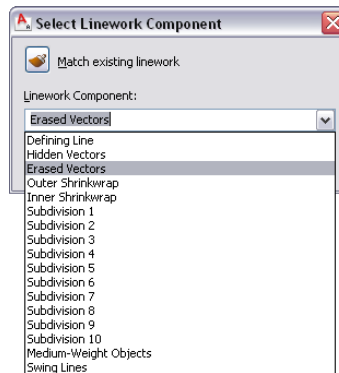 Select Linework Component
Match existing linework
Linework Component:
Erased Vectors
Defining Line
Hidden Vectors
Erased Vectors
Outer Shrinkwrap
Inner Shrinkwrap
Subdivision 1
Subdivision 2
Subdivision 3
Subdivision 4
Subdivision 5
Subdivision 6
Subdivision 7
Subdivision 8
Subdivision 9
Subdivision 10
Medium-Weight Objects
Swing Lines